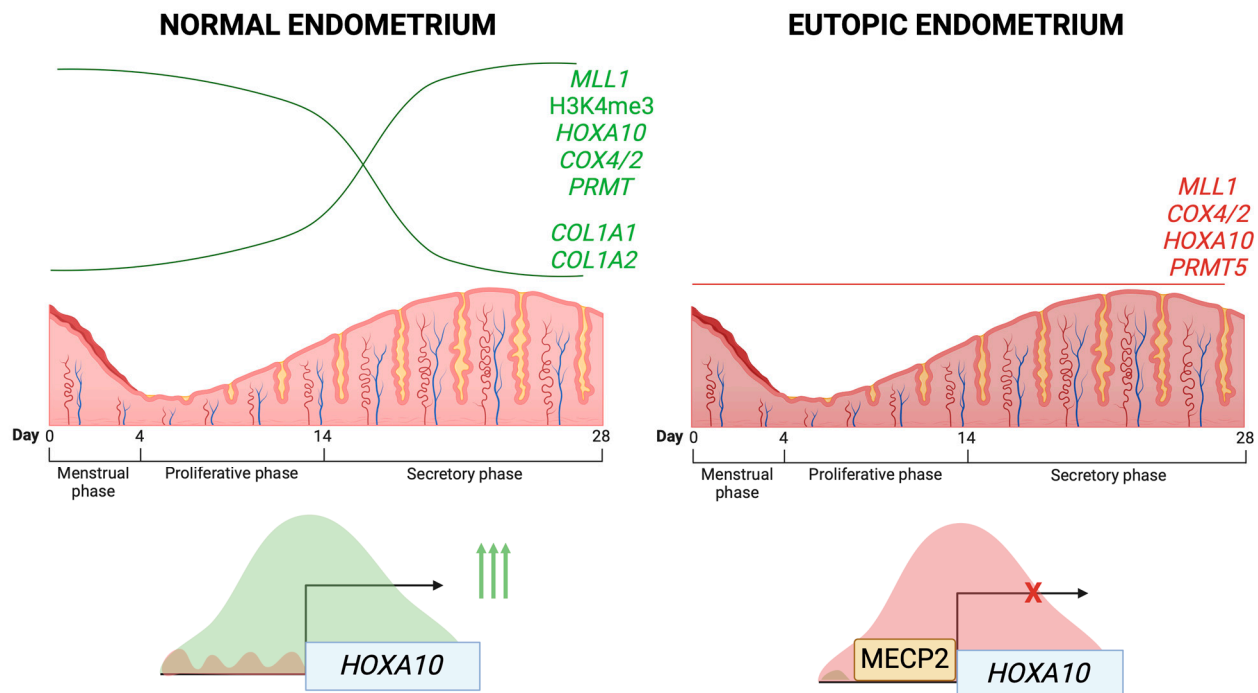 NORMAL ENDOMETRIUM
MLL1
H3K4me3
HOXA10
COX4/2
PRMT
COL1A1
COL1A2
Day 0 4 14 28
Menstrual
phase
Proliferative phase
Secretory phase
HOXA10
EUTOPIC ENDOMETRIUM
MLL1
COX4/2
HOXA10
PRMT5
Day 0 4 14 28
Menstrual
phase
Proliferative phase
Secretory phase
X
MECP2
HOXA10